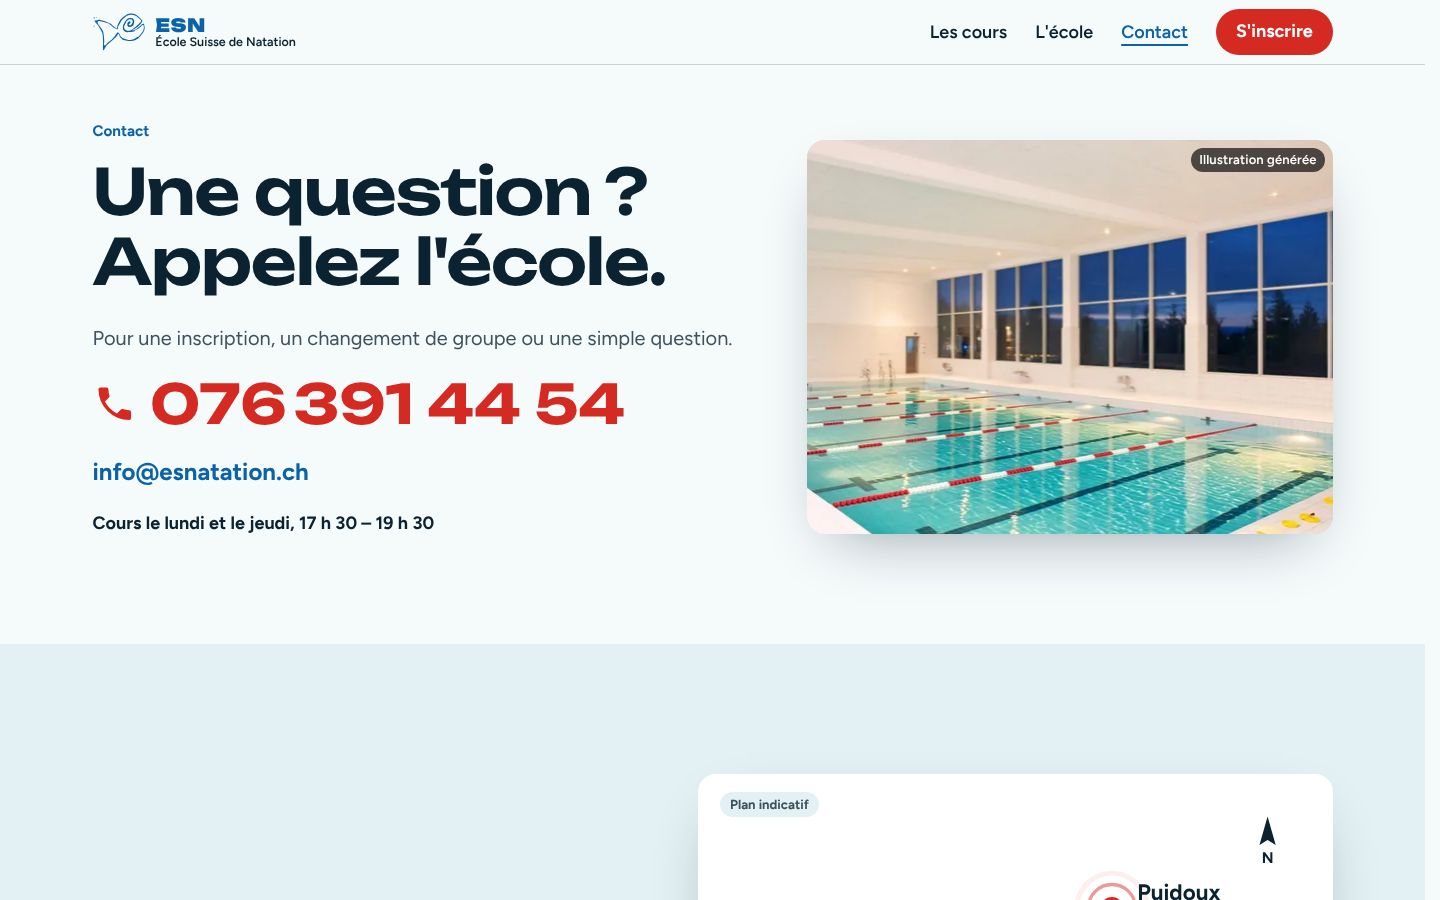 ESN
École Suisse de Natation
Les cours
L'école
Contact
S'inscrire
Contact
Une question ?
Appelez l'école.
Pour une inscription, un changement de groupe ou une simple question.
076 391 44 54
info@esnatation.ch
Cours le lundi et le jeudi, 17 h 30 – 19 h 30
Illustration générée
Plan indicatif
N
Puidoux